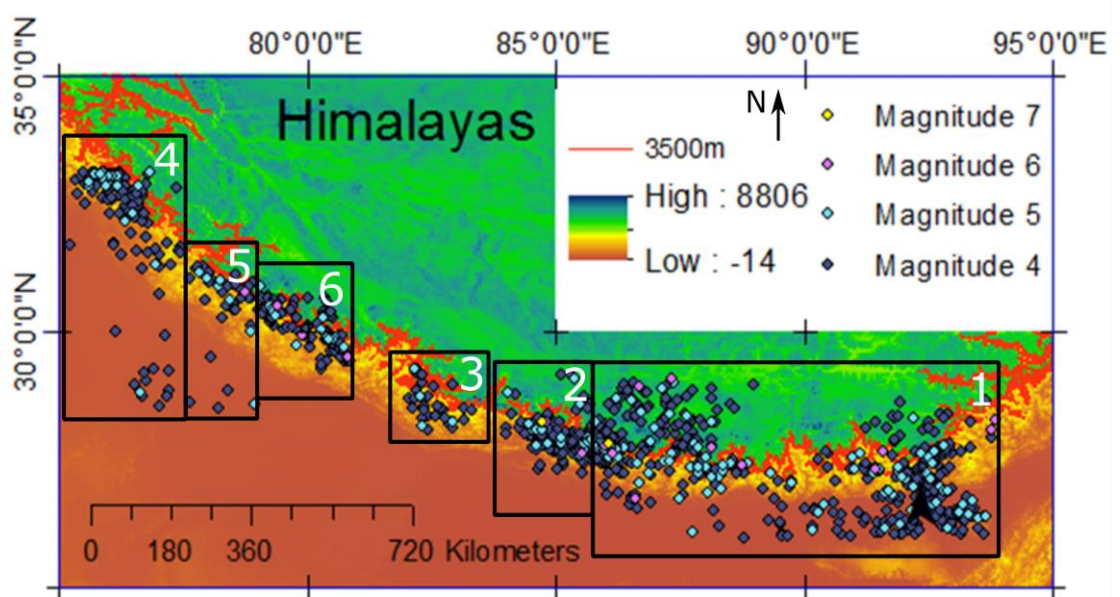 80°0'0"E 85°0'0"E 90°0'0"E 95°0'0"E
35°0'0"N
30°0'0"N
Himalayas
N
3500m
High : 8806
Low : -14
Magnitude 7
Magnitude 6
Magnitude 5
Magnitude 4
4
5
6
3
2
1
0 180 360 720 Kilometers